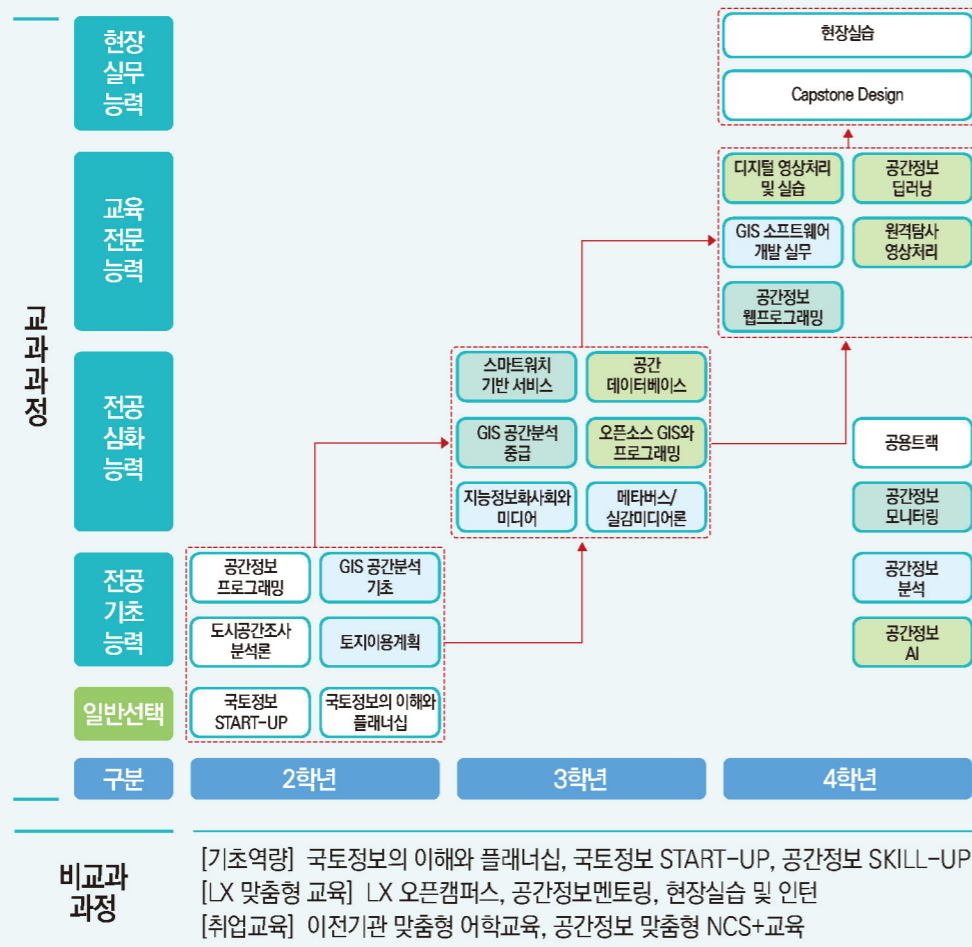 교과과정
현장
실무
능력
현장실습
Capstone Design
교육
전문
능력
디지털 영상처리
및 실습
공간정보
딥러닝
GIS 소프트웨어
개발 실무
원격탐사
영상처리
공간정보
웹프로그래밍
전공
심화
능력
스마트워치
기반 서비스
공간
데이터베이스
GIS 공간분석
중급
오픈소스 GIS와
프로그래밍
지능정보화사회와
미디어
메타버스/
실감미디어론
공용트랙
공간정보
모니터링
공간정보
분석
공간정보
AI
전공
기초
능력
공간정보
프로그래밍
GIS 공간분석
기초
도시공간조사
분석론
토지이용계획
일반선택
국토정보
START-UP
국토정보의 이해와
플래너십
구분
2학년
3학년
4학년
비교과
과정
[기초역량] 국토정보의 이해와 플래너십, 국토정보 START-UP, 공간정보 SKILL-UP
[LX 맞춤형 교육] LX 오픈캠퍼스, 공간정보멘토링, 현장실습 및 인턴
[취업교육] 이전기관 맞춤형 어학교육, 공간정보 맞춤형 NCS+교육